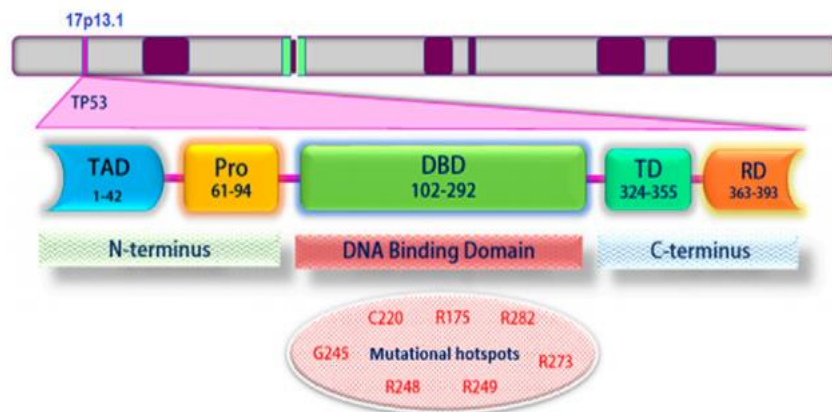 17p13.1
TP53
TAD Pro DBD TD RD
1-42 61-94 102-292 324-355 363-393
N-terminus DNA Binding Domain C-terminus
C220 R175 R282
G245 Mutational hotspots R273
R248 R249